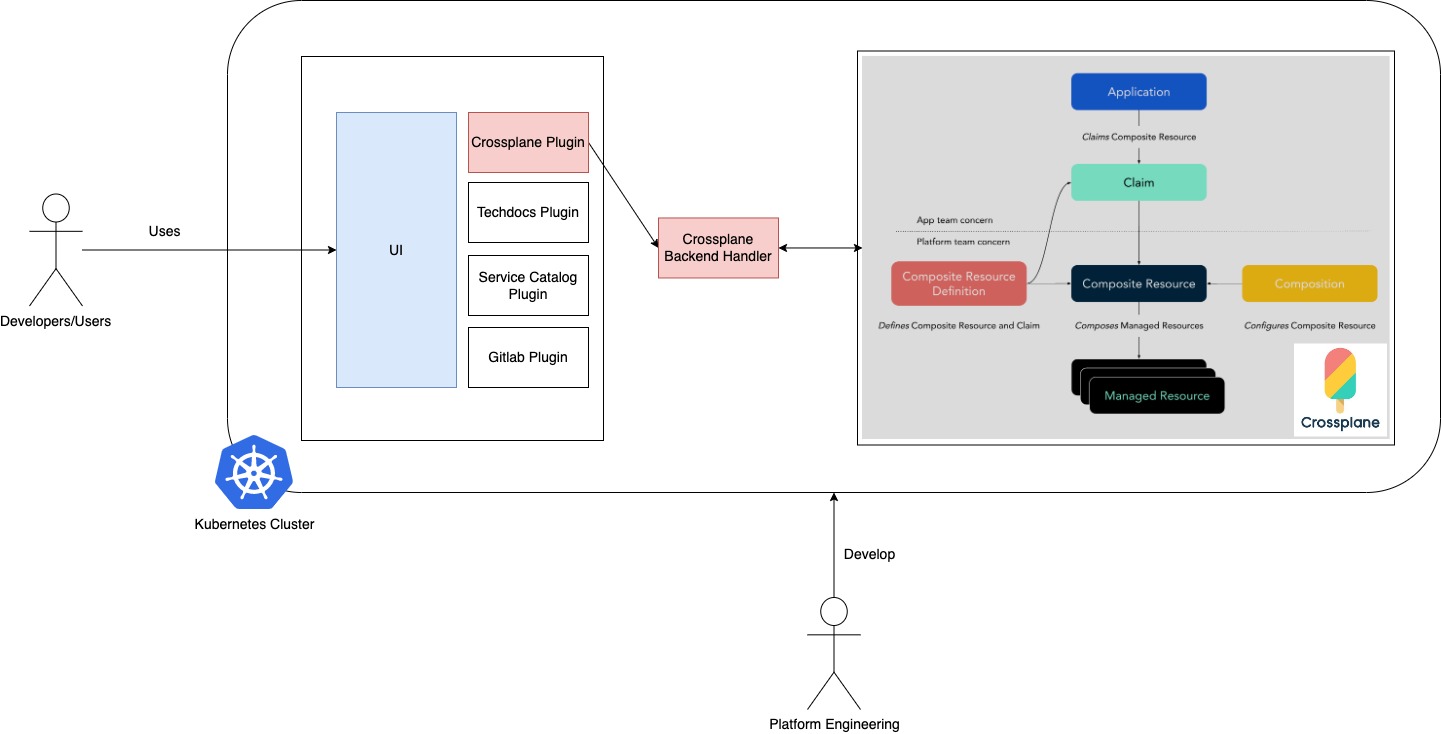 Developers/Users
Uses
UI
Crossplane Plugin
Techdocs Plugin
Service Catalog
Plugin
Gitlab Plugin
Crossplane
Backend Handler
Application
Claims Composite Resource
Claim
App team concern
Platform team concern
Composite Resource
Definition
Composite Resource
Composition
Defines Composite Resource and Claim
Composes Managed Resources
Configures Composite Resource
Managed Resource
Crossplane
Kubernetes Cluster
Develop
Platform Engineering